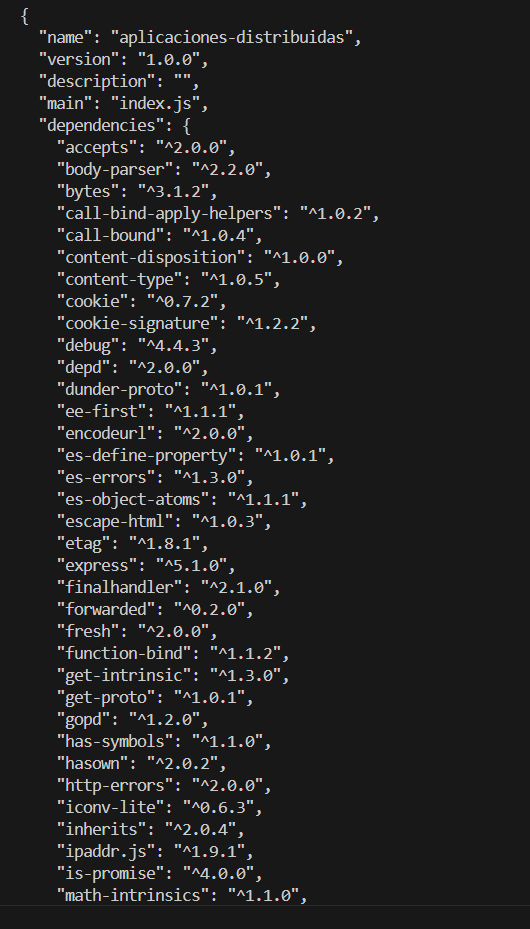 {
"name": "aplicaciones-distribuidas",
"version": "1.0.0",
"description": "",
"main": "index.js",
"dependencies": {
"accepts": "^2.0.0",
"body-parser": "^2.2.0",
"bytes": "^3.1.2",
"call-bind-apply-helpers": "^1.0.2",
"call-bound": "^1.0.4",
"content-disposition": "^1.0.0",
"content-type": "^1.0.5",
"cookie": "^0.7.2",
"cookie-signature": "^1.2.2",
"debug": "^4.4.3",
"depd": "^2.0.0",
"dunder-proto": "^1.0.1",
"ee-first": "^1.1.1",
"encodeurl": "^2.0.0",
"es-define-property": "^1.0.1",
"es-errors": "^1.3.0",
"es-object-atoms": "^1.1.1",
"escape-html": "^1.0.3",
"etag": "^1.8.1",
"express": "^5.1.0",
"finalhandler": "^2.1.0",
"forwarded": "^0.2.0",
"fresh": "^2.0.0",
"function-bind": "^1.1.2",
"get-intrinsic": "^1.3.0",
"get-proto": "^1.0.1",
"gopd": "^1.2.0",
"has-symbols": "^1.1.0",
"hasown": "^2.0.2",
"http-errors": "^2.0.0",
"iconv-lite": "^0.6.3",
"inherits": "^2.0.4",
"ipaddr.js": "^1.9.1",
"is-promise": "^4.0.0",
"math-intrinsics": "^1.1.0",